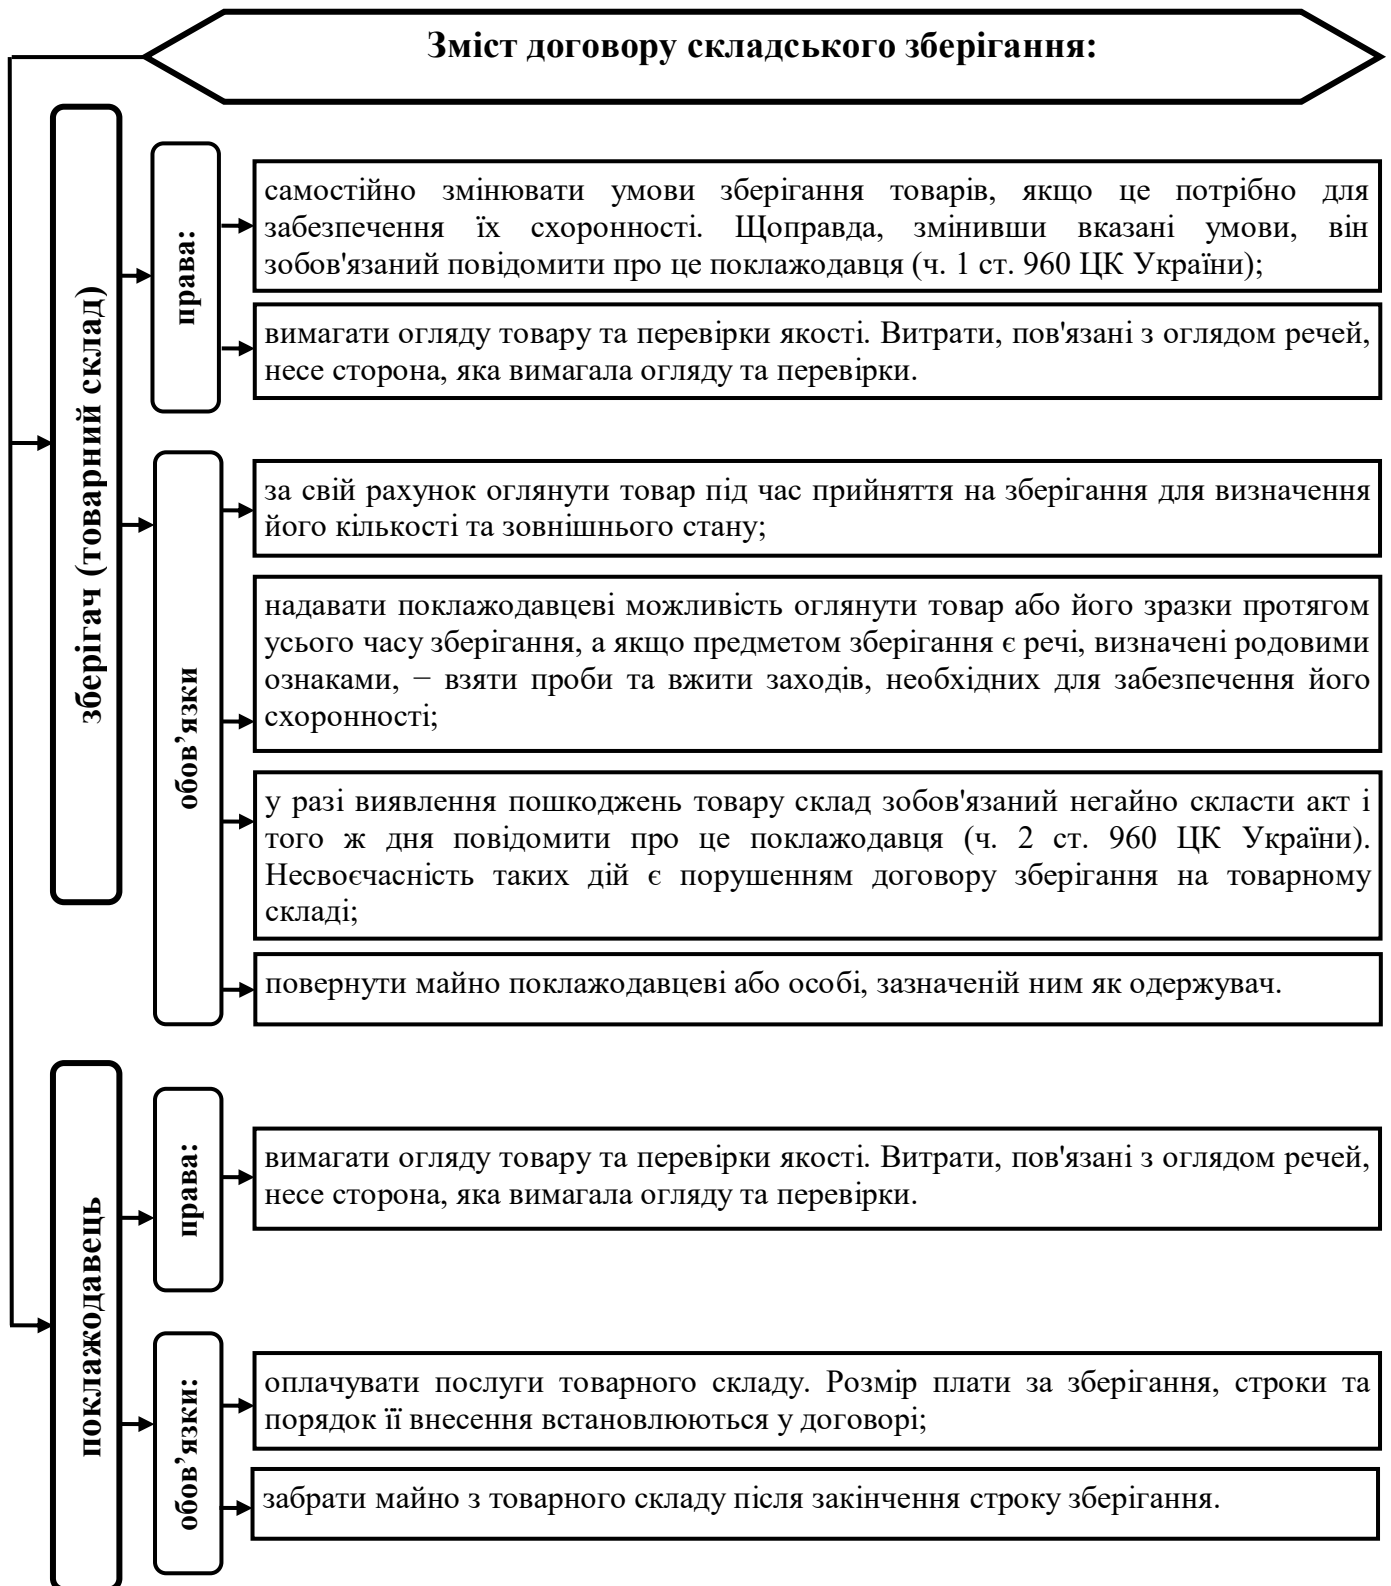 Зміст договору складського зберігання:
зберігач (товарний склад)
права:
самостійно змінювати умови зберігання товарів, якщо це потрібно для
забезпечення їх схоронності. Щоправда, змінивши вказані умови, він
зобов'язаний повідомити про це поклажодавця (ч. 1 ст. 960 ЦК України);
вимагати огляду товару та перевірки якості. Витрати, пов'язані з оглядом речей,
несе сторона, яка вимагала огляду та перевірки.
обов’язки
за свій рахунок оглянути товар під час прийняття на зберігання для визначення
його кількості та зовнішнього стану;
надавати поклажодавцеві можливість оглянути товар або його зразки протягом
усього часу зберігання, а якщо предметом зберігання є речі, визначені родовими
ознаками, − взяти проби та вжити заходів, необхідних для забезпечення його
схоронності;
у разі виявлення пошкоджень товару склад зобов'язаний негайно скласти акт і
того ж дня повідомити про це поклажодавця (ч. 2 ст. 960 ЦК України).
Несвоєчасність таких дій є порушенням договору зберігання на товарному
складі;
повернути майно поклажодавцеві або особі, зазначеній ним як одержувач.
поклажодавець
права:
вимагати огляду товару та перевірки якості. Витрати, пов'язані з оглядом речей,
несе сторона, яка вимагала огляду та перевірки.
обов’язки:
оплачувати послуги товарного складу. Розмір плати за зберігання, строки та
порядок її внесення встановлюються у договорі;
забрати майно з товарного складу після закінчення строку зберігання.